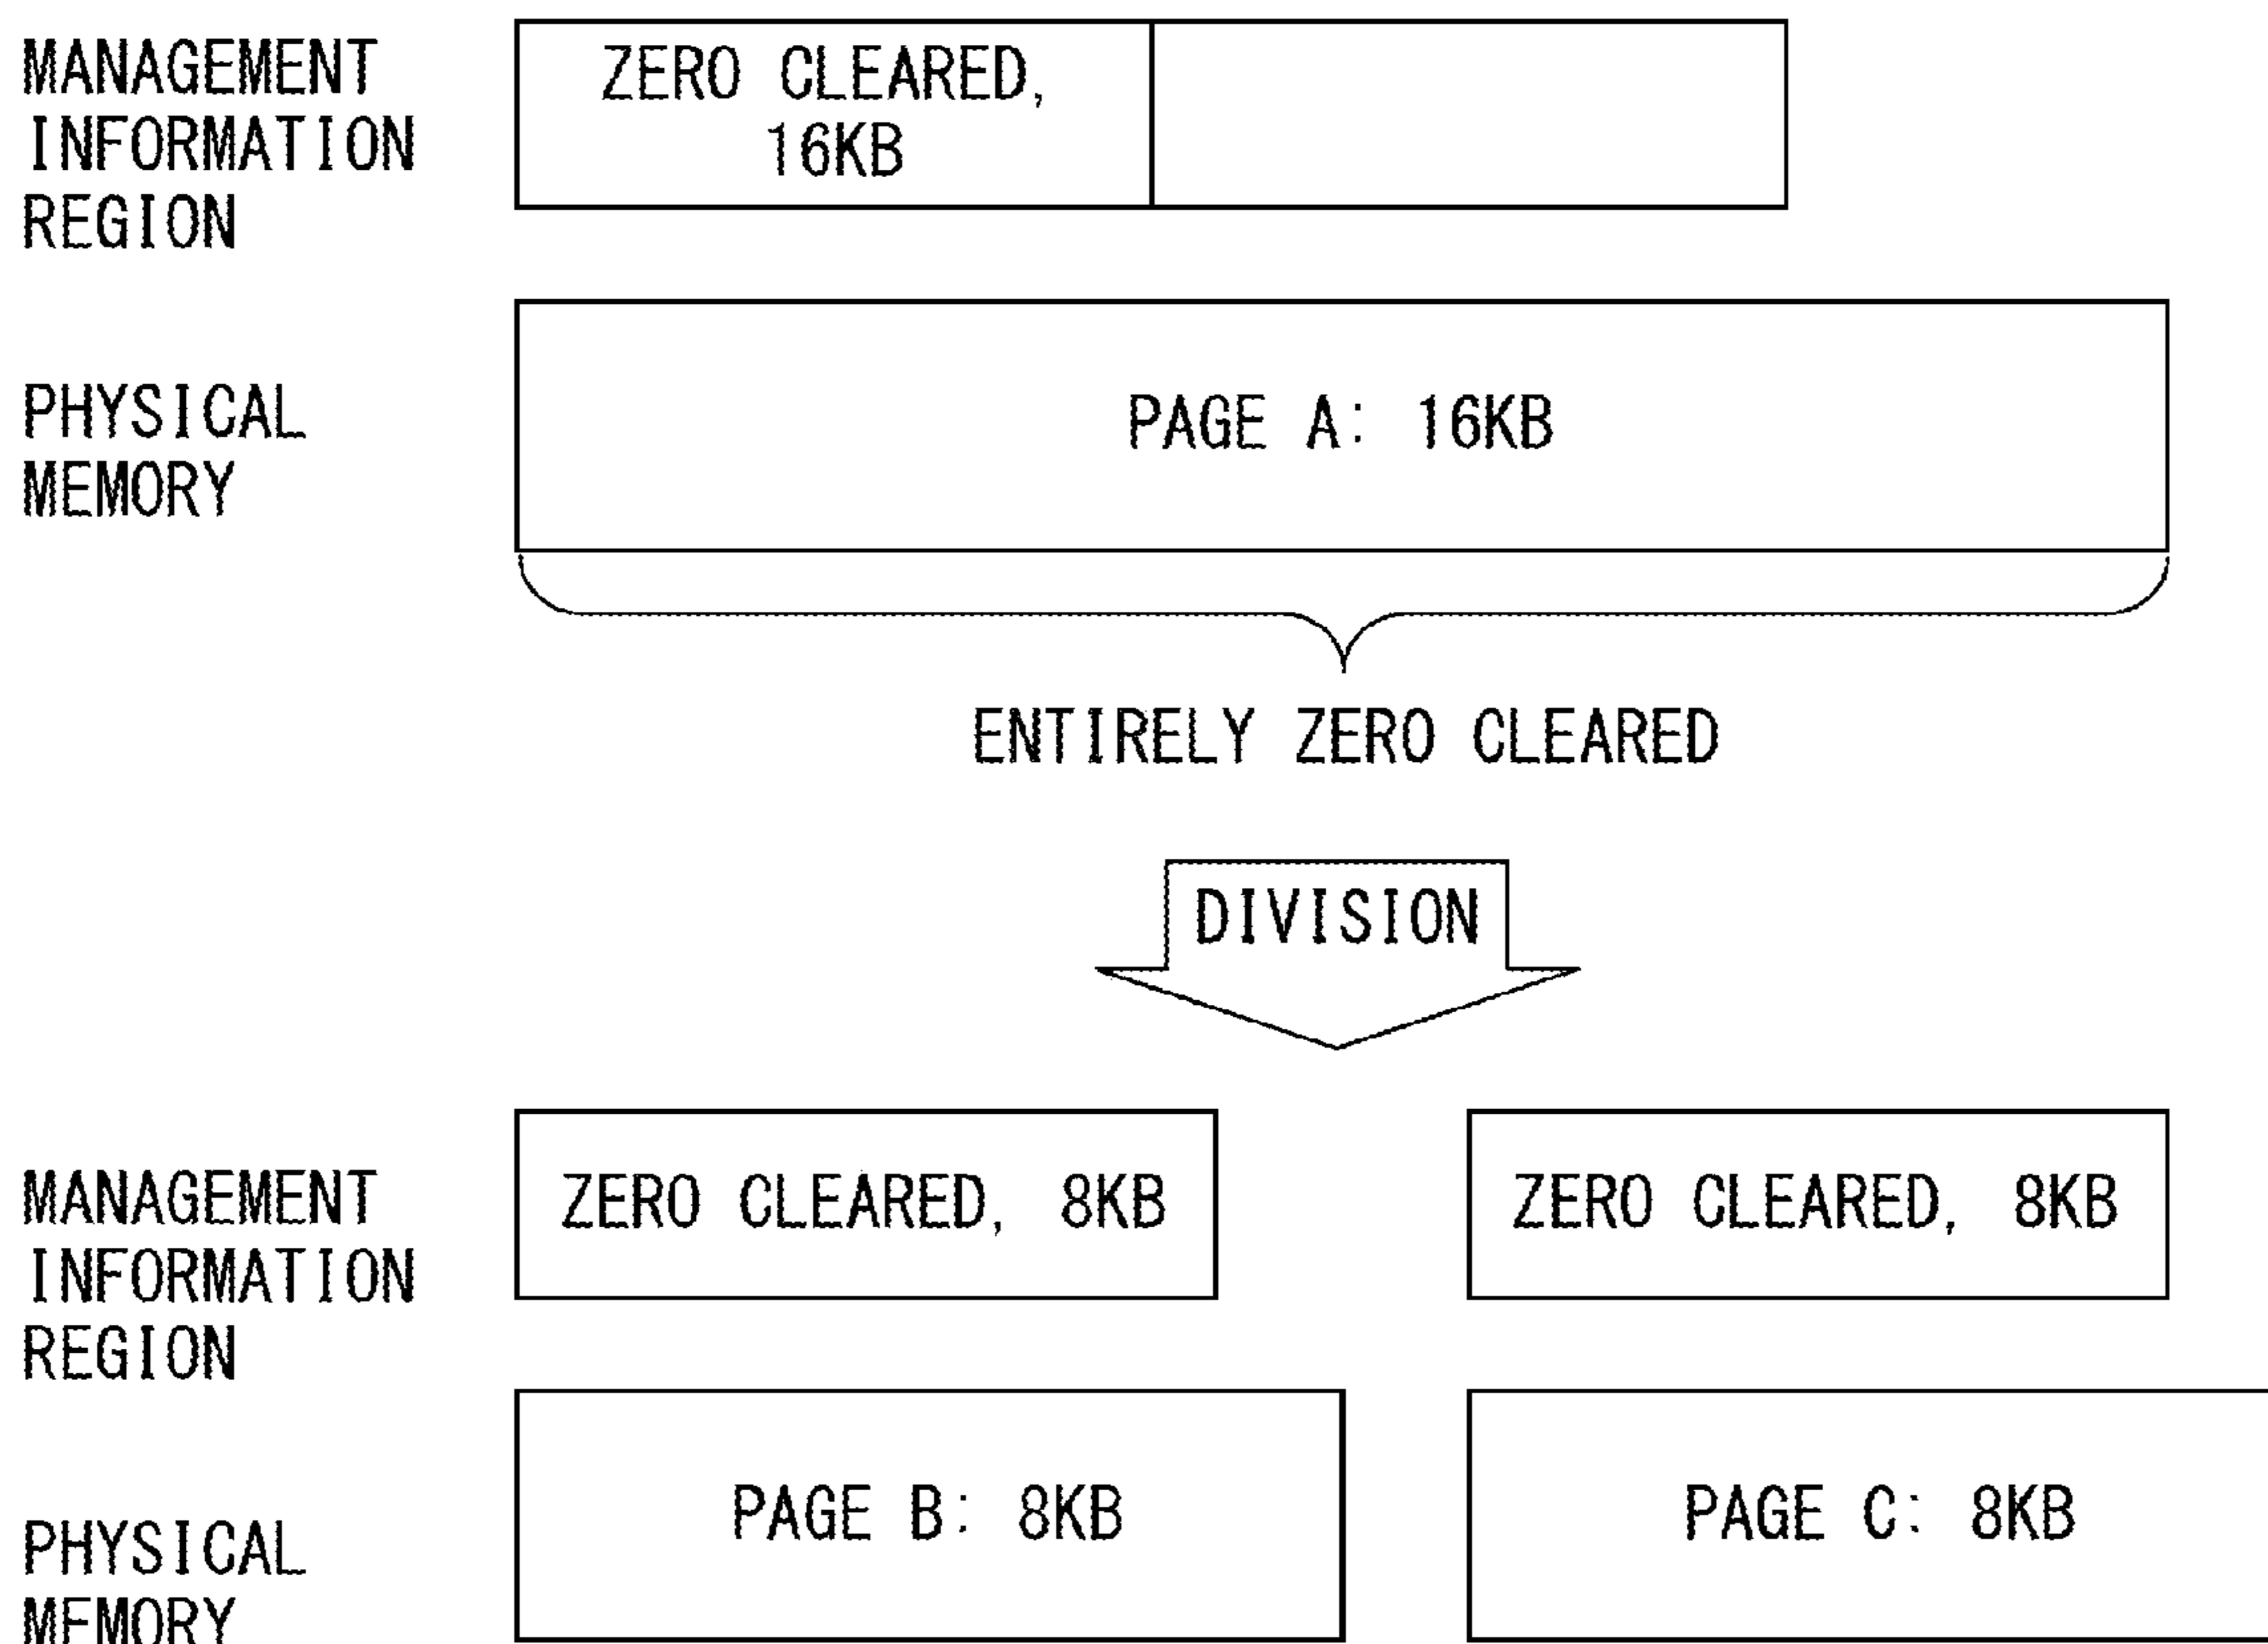 MANAGEMENT
INFORMATION
REGION
ZERO CLEARED,
16KB
PHYSICAL
MEMORY
PAGE A: 16KB
ENTIRELY ZERO CLEARED
DIVISION
MANAGEMENT
INFORMATION
REGION
ZERO CLEARED, 8KB
ZERO CLEARED, 8KB
PHYSICAL
MEMORY
PAGE B: 8KB
PAGE C: 8KB